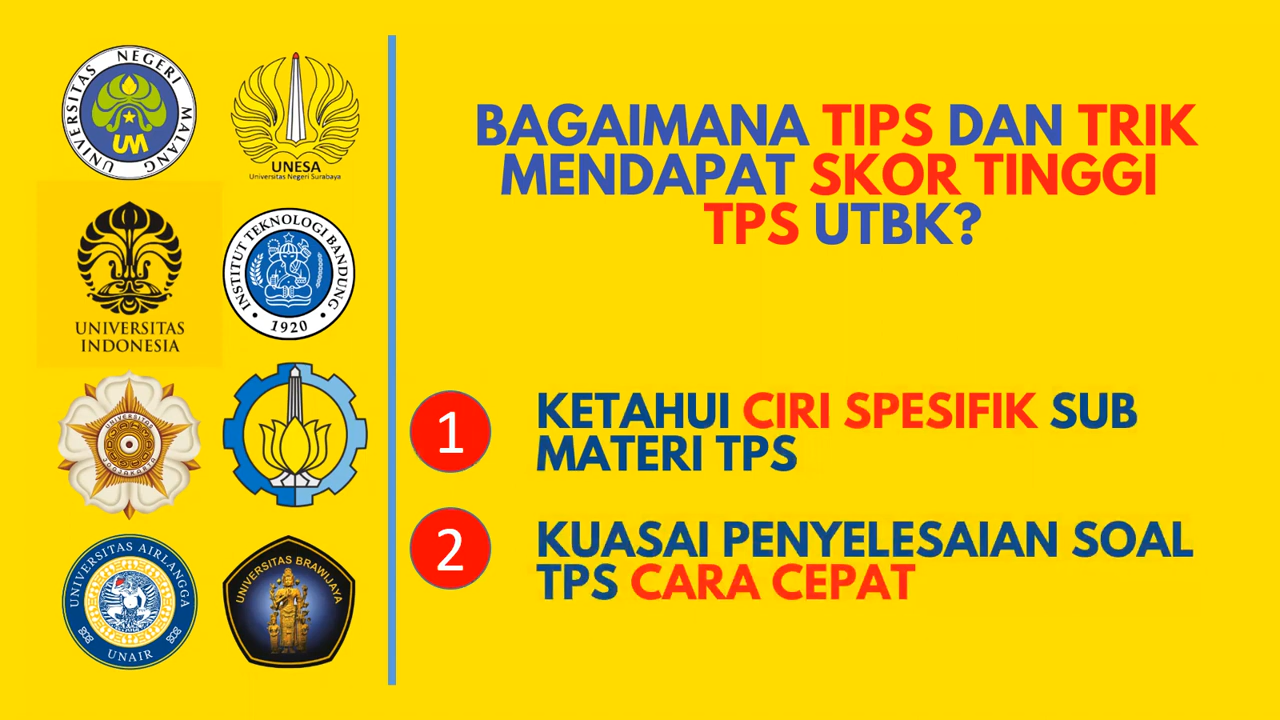 UNIVERSITAS NEGERI MALANG
UM
UNESA
Universitas Negeri Surabaya
UNIVERSITAS
INDONESIA
INSTITUT TEKNOLOGI BANDUNG
1920
UNIVERSITAS AIRLANGGA
UNAIR
UNIVERSITAS BRAWIJAYA
BAGAIMANA TIPS DAN TRIK
MENDAPAT SKOR TINGGI
TPS UTBK?
1
KETAHUI CIRI SPESIFIK SUB
MATERI TPS
2
KUASAI PENYELESAIAN SOAL
TPS CARA CEPAT